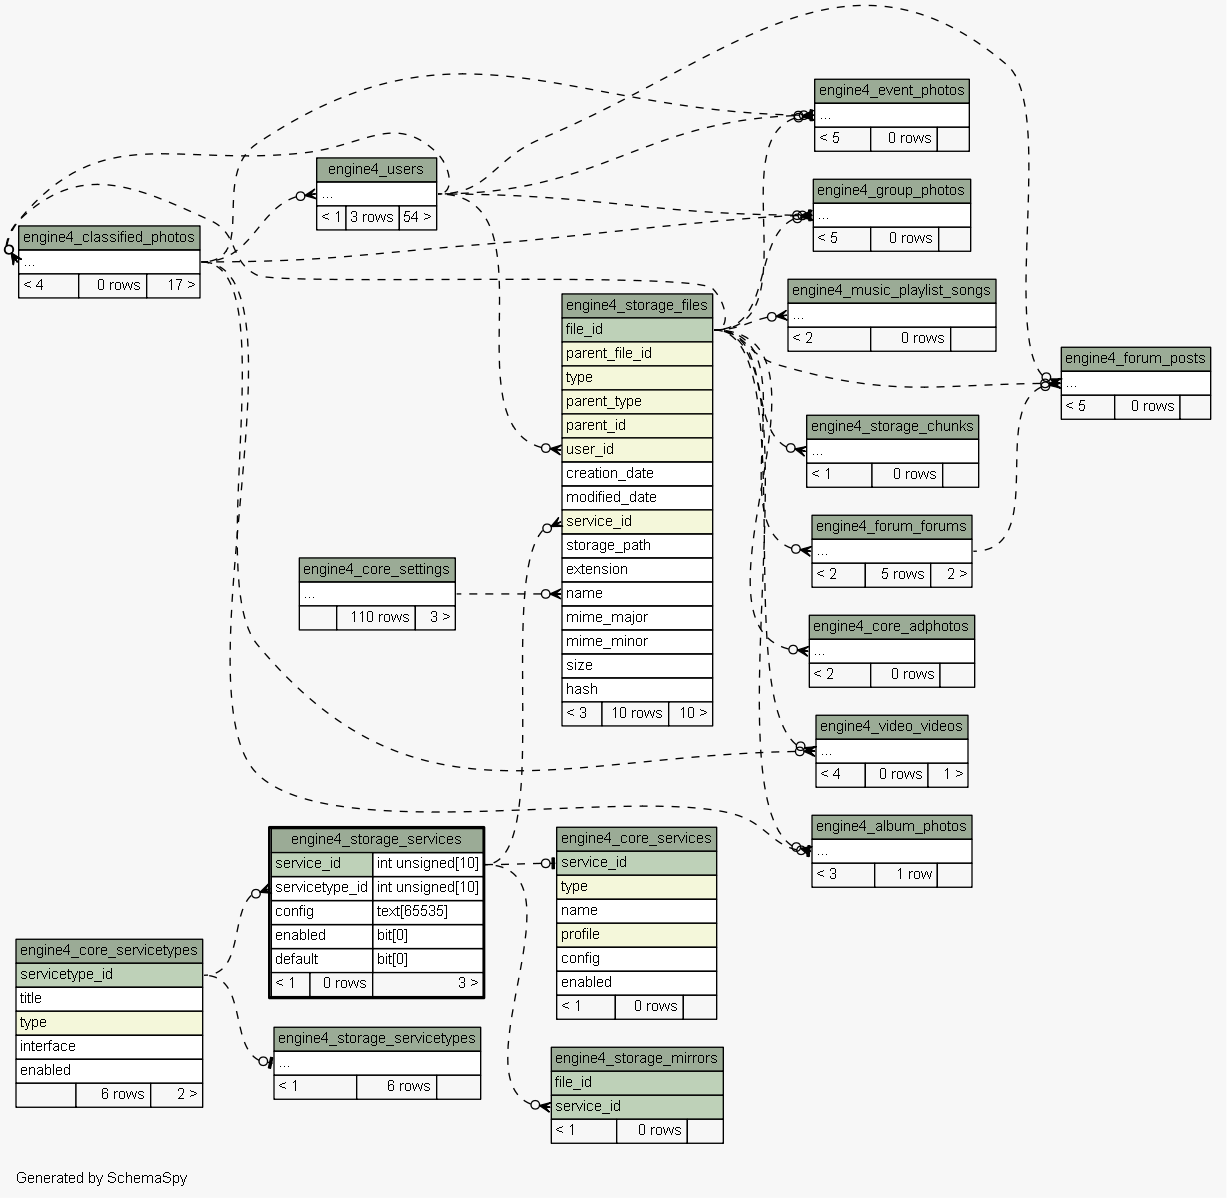 engine4_event_photos
...
< 5 0 rows
engine4_users
...
< 1 3 rows 54 >
engine4_group_photos
...
< 5 0 rows
engine4_classified_photos
...
< 4 0 rows 17 >
engine4_music_playlist_songs
...
< 2 0 rows
engine4_storage_files
file_id
parent_file_id
type
parent_type
parent_id
user_id
creation_date
modified_date
service_id
storage_path
extension
name
mime_major
mime_minor
size
hash
< 3 10 rows 10 >
engine4_forum_posts
...
< 5 0 rows
engine4_storage_chunks
...
< 1 0 rows
engine4_forum_forums
...
< 2 5 rows 2 >
engine4_core_settings
...
110 rows 3 >
engine4_core_adphotos
...
< 2 0 rows
engine4_video_videos
...
< 4 0 rows 1 >
engine4_album_photos
...
< 3 1 row
engine4_storage_services
service_id int unsigned[10]
servicetype_id int unsigned[10]
config text[65535]
enabled bit[0]
default bit[0]
< 1 0 rows 3 >
engine4_core_services
service_id
type
name
profile
config
enabled
< 1 0 rows
engine4_core_servicetypes
servicetype_id
title
type
interface
enabled
6 rows 2 >
engine4_storage_servicetypes
...
< 1 6 rows
engine4_storage_mirrors
file_id
service_id
< 1 0 rows
Generated by SchemaSpy